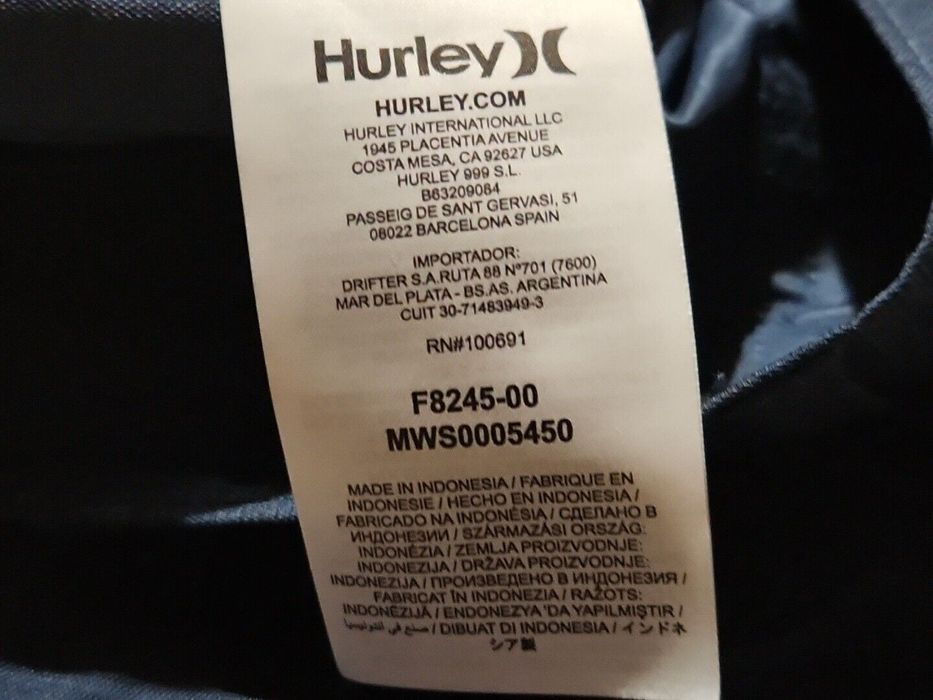 Hurley
HURLEY.COM
HURLEY INTERNATIONAL LLC
1945 PLACENTIA AVENUE
COSTA MESA, CA 92627 USA
HURLEY 999 S.L.
B63209084
PASSEIG DE SANT GERVASI, 51
08022 BARCELONA SPAIN
IMPORTADOR:
DRIFTER S.A.RUTA 88 Nº701 (7600)
MAR DEL PLATA - BS.AS. ARGENTINA
CUIT 30-71483949-3
RN#100691
F8245-00
MWS0005450
MADE IN INDONESIA / FABRIQUE EN
INDONESIE / HECHO EN INDONESIA /
FABRICADO NA INDONÉSIA / СДЕЛАНО В
ИНДОНЕЗИИ / SZÁRMAZÁSI ORSZÁG:
INDONÉZIA / ZEMLJA PROIZVODNJE:
INDONEZIJA / DRŽAVA PROIZVODNJE:
INDONEZIJA / ПРОИЗВЕДЕНО В ИНДОНЕЗИЯ /
FABRICAT ÎN INDONEZIA / RAŽOTS:
INDONĒZIJĀ / ENDONEZYA 'DA YAPILMIŞTIR /
صنع في أندونيسيا / DIBUAT DI INDONESIA / インドネ
シア製